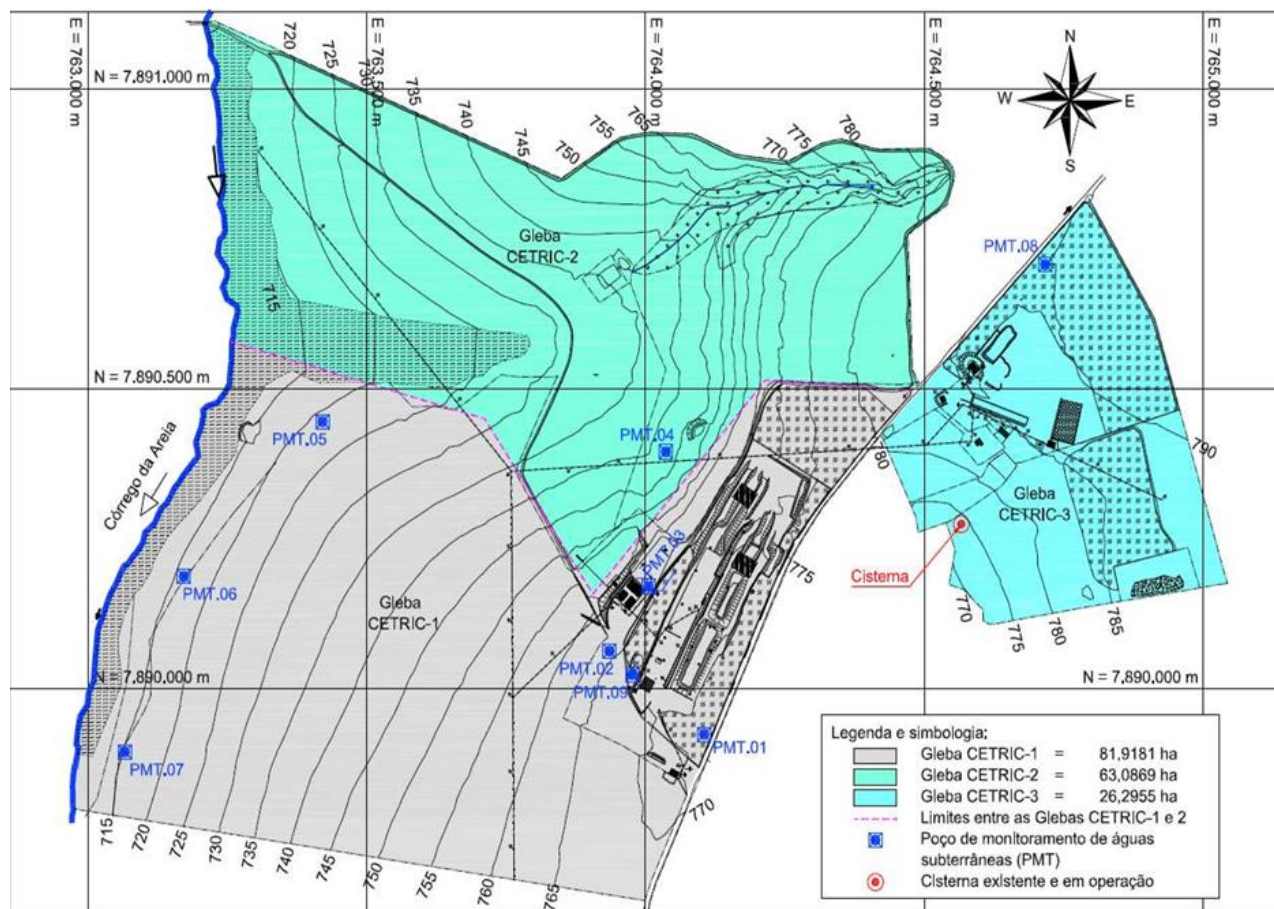 E = 763.000 m
E = 763.500 m
E = 764.000 m
E = 764.500 m
E = 765.000 m
N
W
E
S
N = 7.891.000 m
720
725
730
735
740
745
750
755
765
770
775
780
Gleba
CETRIC-2
PMT.08
715
N = 7.890.500 m
PMT.05
PMT.04
780
790
Gleba
CETRIC-3
Córrego da Areia
PMT.03
775
Cisterna
PMT.06
Gleba
CETRIC-1
770
775
780
785
PMT.02
PMT.09
N = 7.890.000 m
N = 7.890.000 m
PMT.01
PMT.07
770
715
720
725
730
735
740
745
750
755
760
765
Legenda e simbologia:
Gleba CETRIC-1 = 81,9181 ha
Gleba CETRIC-2 = 63,0869 ha
Gleba CETRIC-3 = 26,2955 ha
Limites entre as Glebas CETRIC-1 e 2
Poço de monitoramento de águas
subterrâneas (PMT)
Cisterna existente e em operação